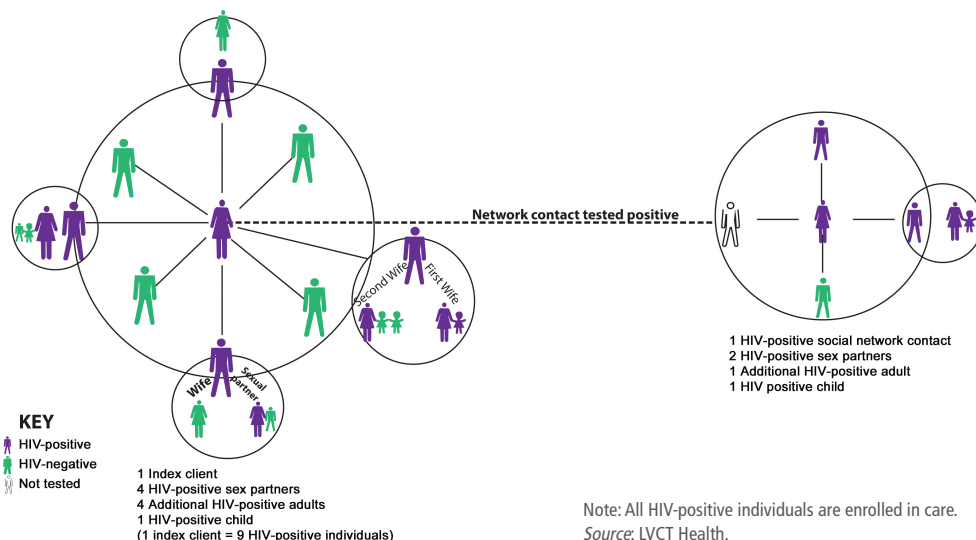 Network contact tested positive
Second Wife
First Wife
Wife
Sexual
partner
1 HIV-positive social network contact
2 HIV-positive sex partners
1 Additional HIV-positive adult
1 HIV positive child
KEY
HIV-positive
HIV-negative
Not tested
1 Index client
4 HIV-positive sex partners
4 Additional HIV-positive adults
1 HIV-positive child
(1 index client = 9 HIV-positive individuals)
Note: All HIV-positive individuals are enrolled in care.
Source: LVCT Health.